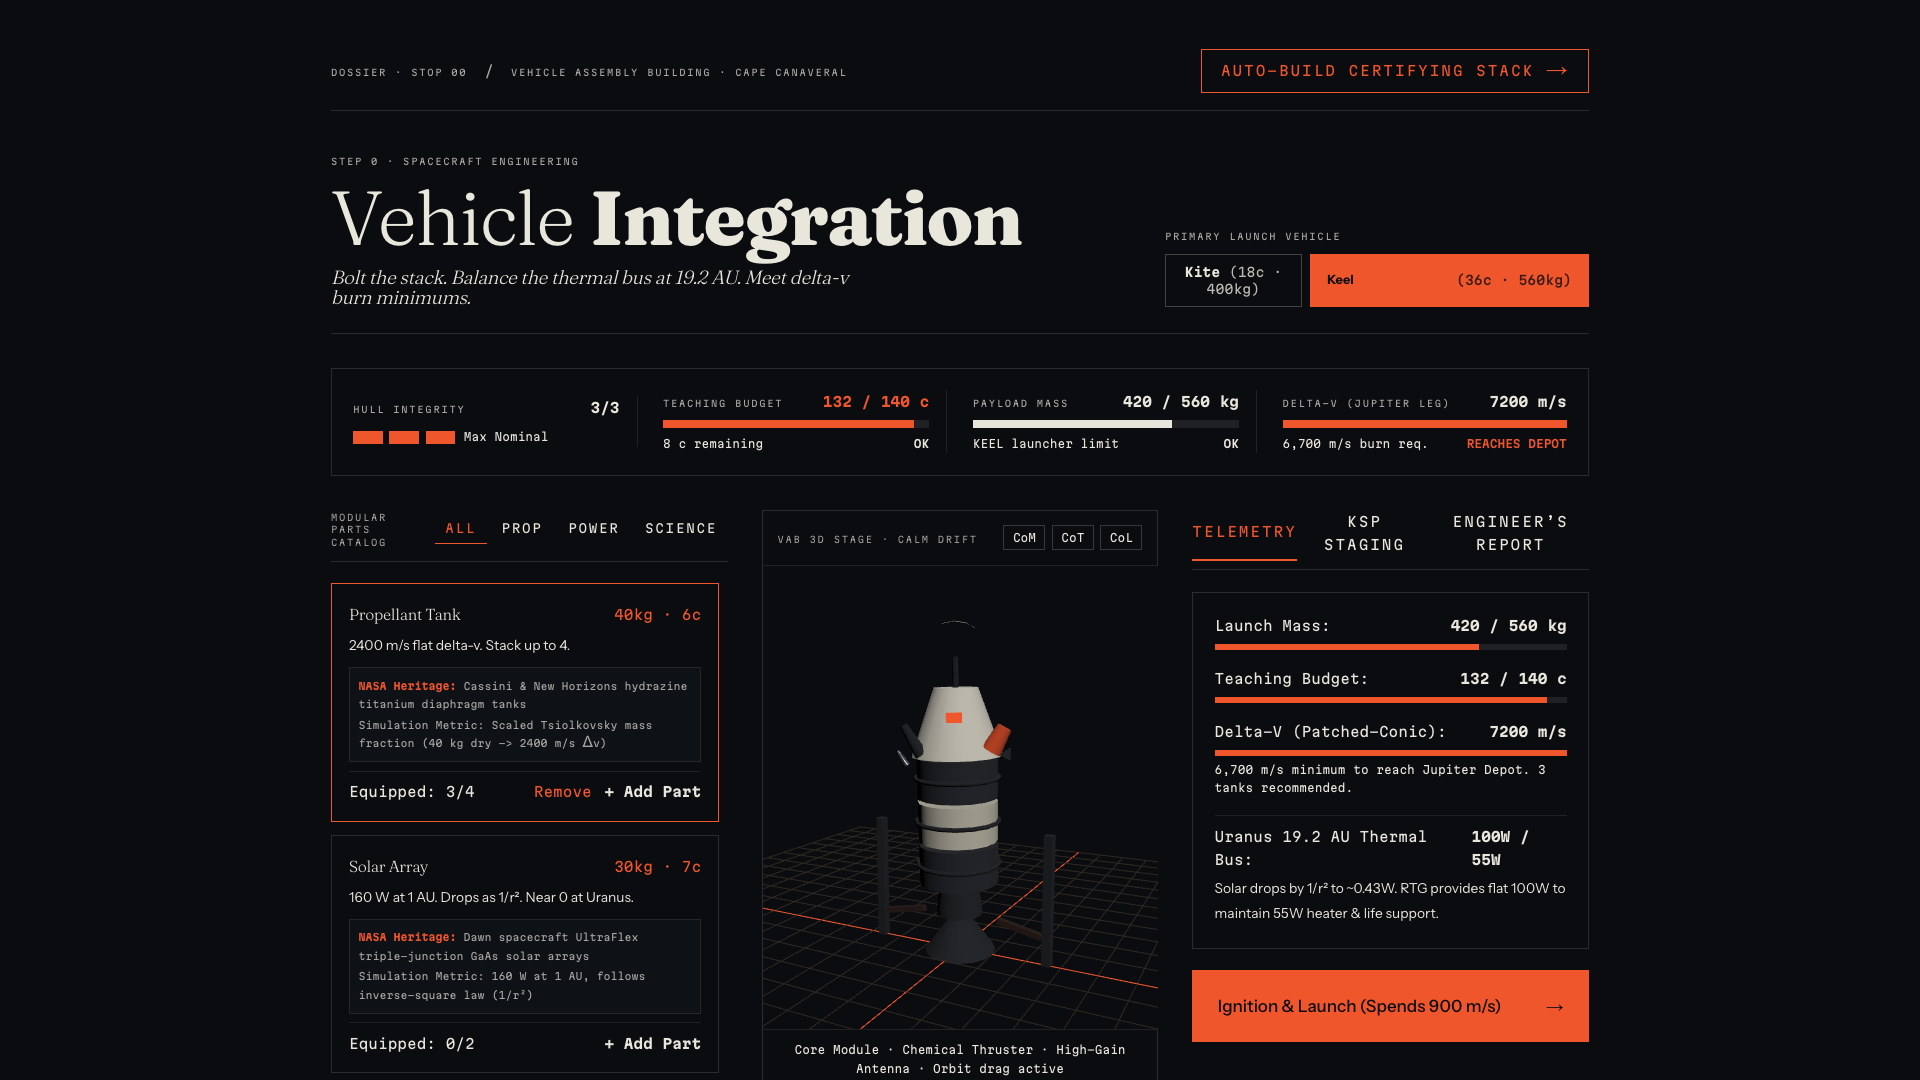 DOSSIER · STOP 00 / VEHICLE ASSEMBLY BUILDING · CAPE CANAVERAL
AUTO-BUILD CERTIFYING STACK →
STEP 0 · SPACECRAFT ENGINEERING
Vehicle Integration
Bolt the stack. Balance the thermal bus at 19.2 AU. Meet delta-v
burn minimums.
PRIMARY LAUNCH VEHICLE
Kite (18c ·
400kg)
Keel (36c · 560kg)
HULL INTEGRITY 3/3
Max Nominal
TEACHING BUDGET 132 / 140 c
8 c remaining OK
PAYLOAD MASS 420 / 560 kg
KEEL launcher limit OK
DELTA-V (JUPITER LEG) 7200 m/s
6,700 m/s burn req. REACHES DEPOT
MODULAR
PARTS
CATALOG
ALL PROP POWER SCIENCE
Propellant Tank 40kg · 6c
2400 m/s flat delta-v. Stack up to 4.
NASA Heritage: Cassini & New Horizons hydrazine
titanium diaphragm tanks
Simulation Metric: Scaled Tsiolkovsky mass
fraction (40 kg dry -> 2400 m/s Δv)
Equipped: 3/4 Remove + Add Part
Solar Array 30kg · 7c
160 W at 1 AU. Drops as 1/r². Near 0 at Uranus.
NASA Heritage: Dawn spacecraft UltraFlex
triple-junction GaAs solar arrays
Simulation Metric: 160 W at 1 AU, follows
inverse-square law (1/r²)
Equipped: 0/2 + Add Part
VAB 3D STAGE · CALM DRIFT CoM CoT CoL
Core Module · Chemical Thruster · High-Gain
Antenna · Orbit drag active
TELEMETRY
KSP
STAGING
ENGINEER’S
REPORT
Launch Mass: 420 / 560 kg
Teaching Budget: 132 / 140 c
Delta-V (Patched-Conic): 7200 m/s
6,700 m/s minimum to reach Jupiter Depot. 3
tanks recommended.
Uranus 19.2 AU Thermal
Bus:
100W /
55W
Solar drops by 1/r² to ~0.43W. RTG provides flat 100W to
maintain 55W heater & life support.
Ignition & Launch (Spends 900 m/s) →